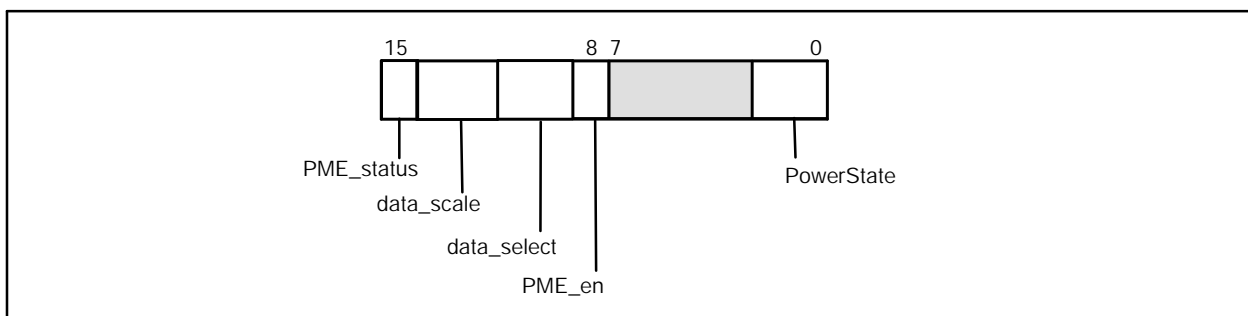 15 8 7 0
PME_status
PowerState
data_scale
data_select
PME_en